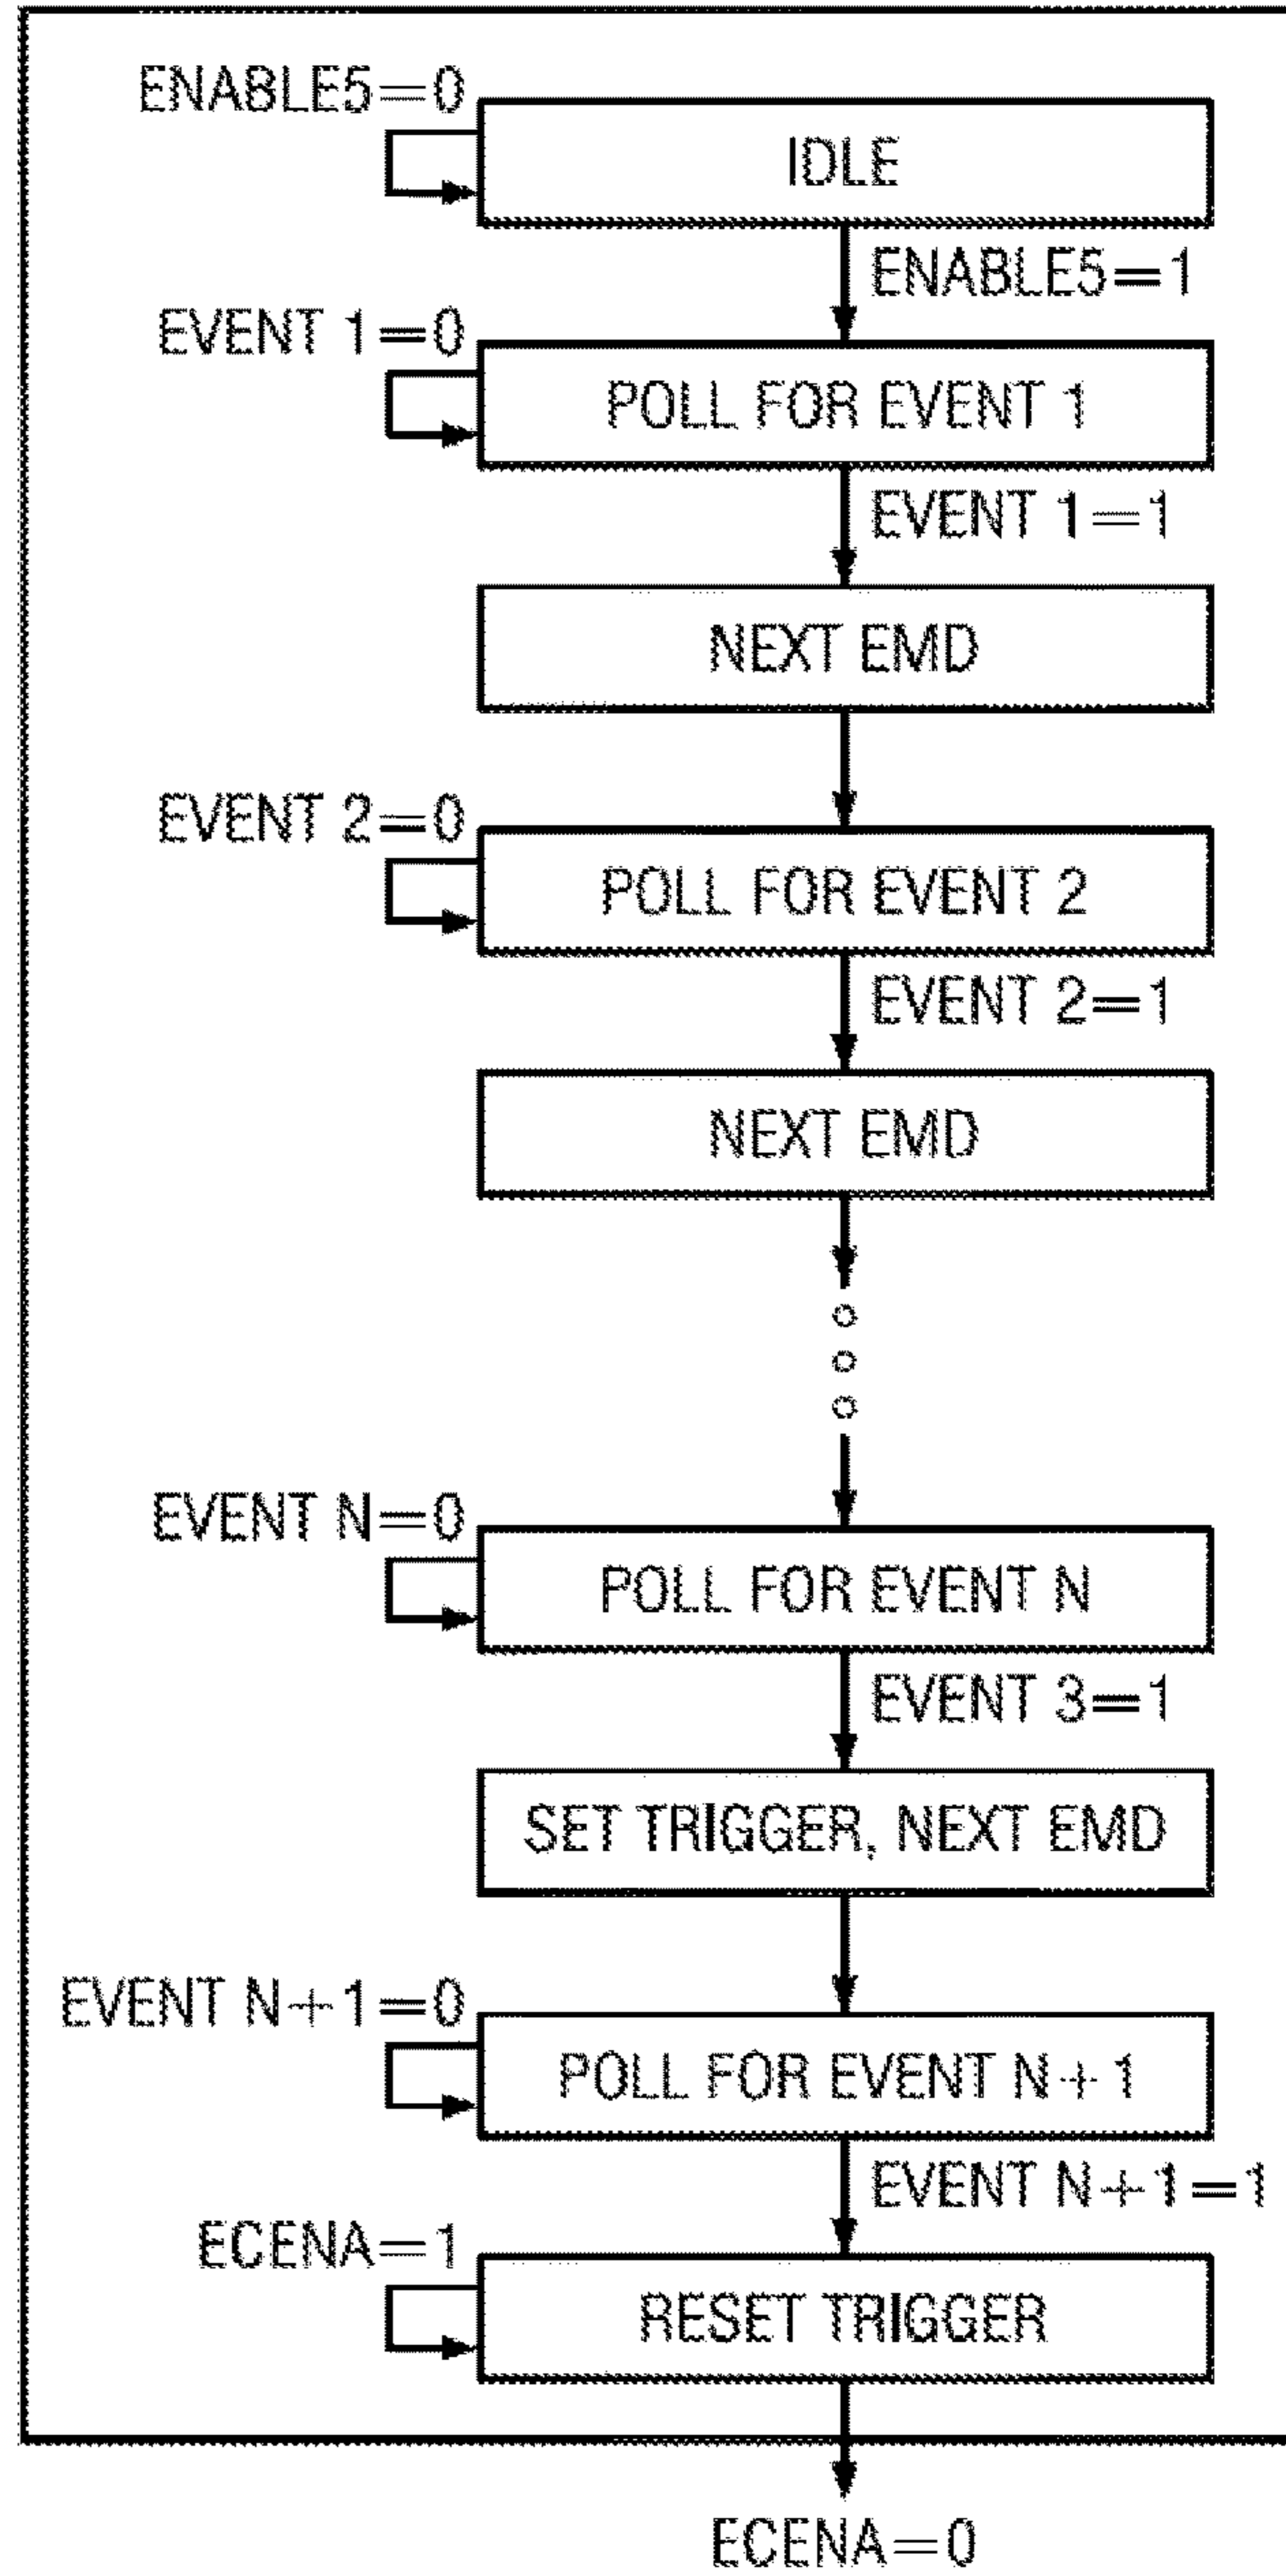 ENABLE5=0
IDLE
ENABLE5=1
EVENT 1=0
POLL FOR EVENT 1
EVENT 1=1
NEXT EMD
EVENT 2=0
POLL FOR EVENT 2
EVENT 2=1
NEXT EMD
EVENT N=0
POLL FOR EVENT N
EVENT 3=1
SET TRIGGER, NEXT EMD
EVENT N+1=0
POLL FOR EVENT N+1
EVENT N+1=1
ECENA=1
RESET TRIGGER
ECENA=0